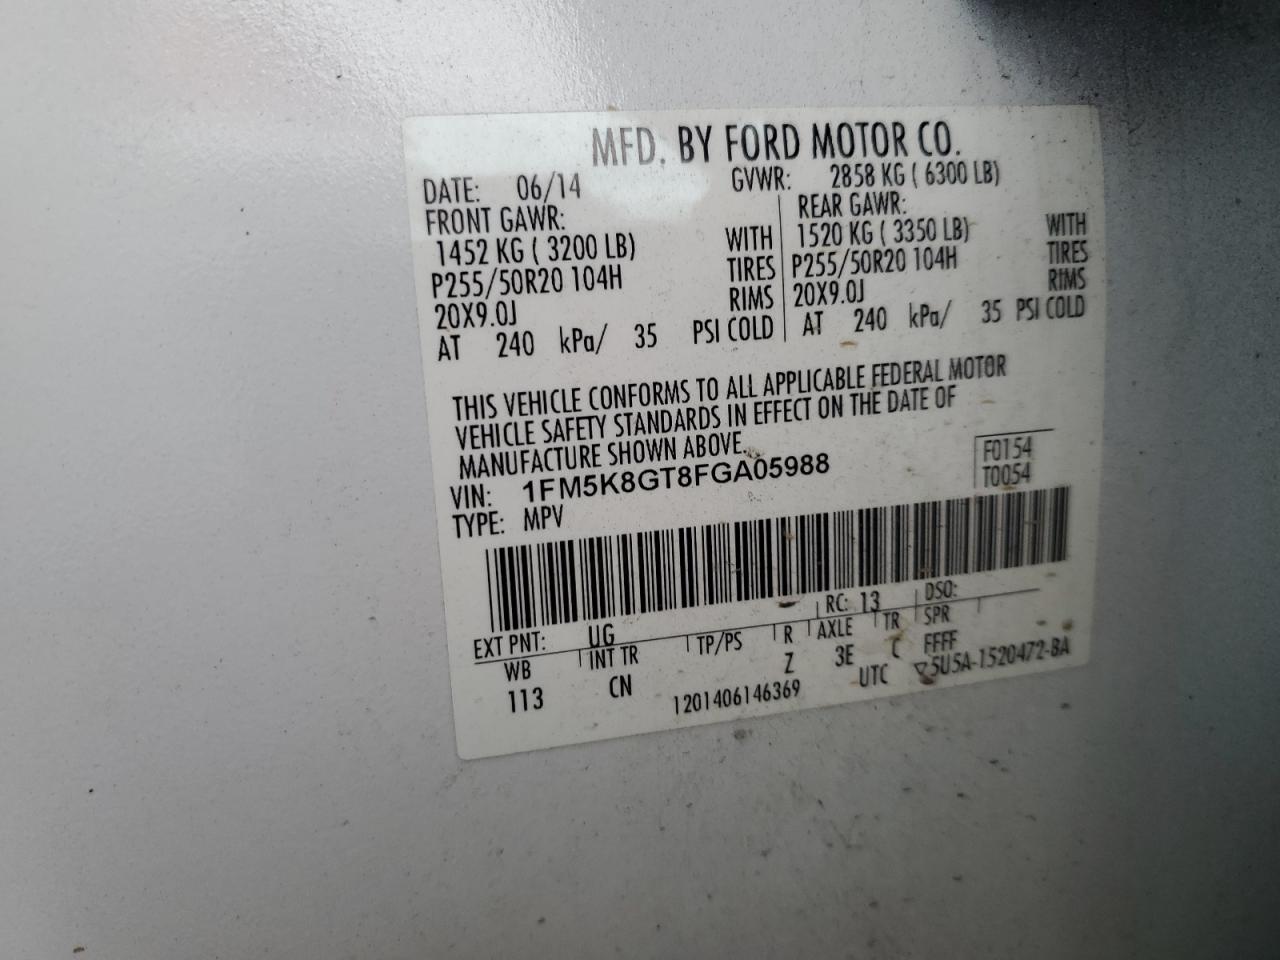 MFD. BY FORD MOTOR CO.
DATE: 06/14 GVWR: 2858 KG ( 6300 LB)
FRONT GAWR: REAR GAWR:
1452 KG ( 3200 LB) WITH 1520 KG ( 3350 LB) WITH
P255/50R20 104H TIRES P255/50R20 104H TIRES
20X9.0J RIMS 20X9.0J RIMS
AT 240 kPa/ 35 PSI COLD AT 240 kPa/ 35 PSI COLD
THIS VEHICLE CONFORMS TO ALL APPLICABLE FEDERAL MOTOR
VEHICLE SAFETY STANDARDS IN EFFECT ON THE DATE OF
MANUFACTURE SHOWN ABOVE.
VIN: 1FM5K8GT8FGA05988 F0154
TYPE: MPV T0054
EXT PNT: UG RC: 13 DSO:
WB INT TR TP/PS R AXLE TR SPR
113 CN Z 3E C FFFF
1201406146369 UTC ▽5U5A-1520472-BA